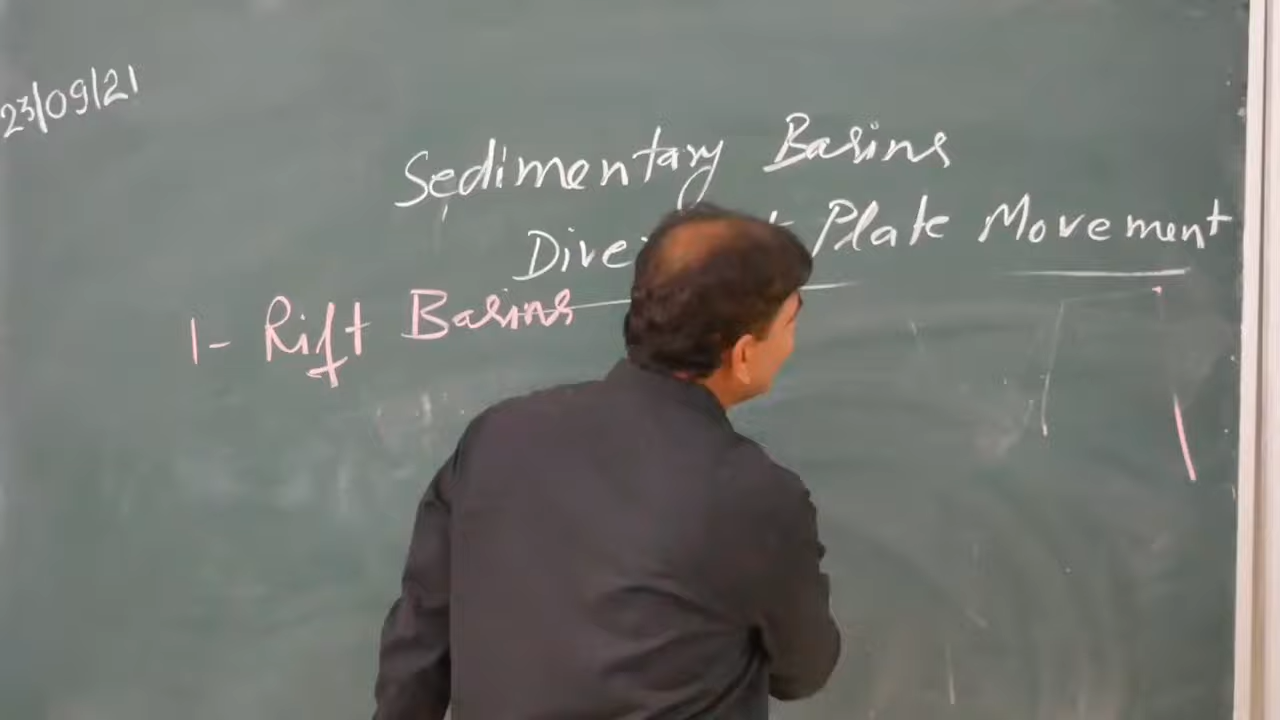 23/09/21
Sedimentary Basins
Plate Movement
1- Rift Basins